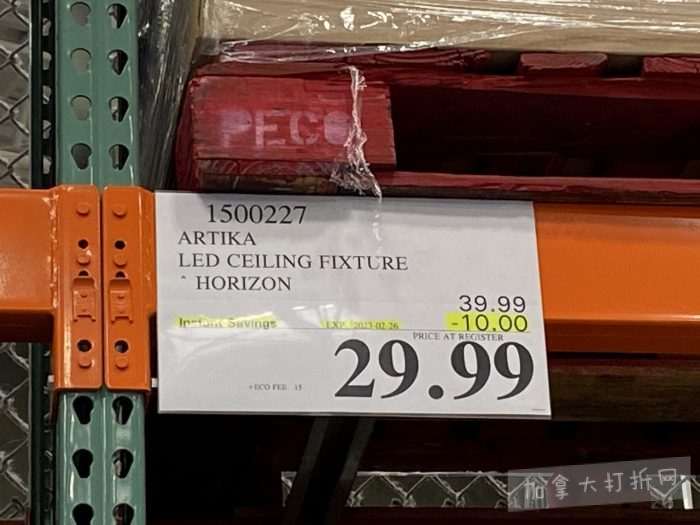 PECO
1500227
ARTIKA
LED CEILING FIXTURE
^ HORIZON
39.99
Instant Savings EXP. 2023-02-26 -10.00
PRICE AT REGISTER
29.99
+ECO FEE .15
加拿大打折网